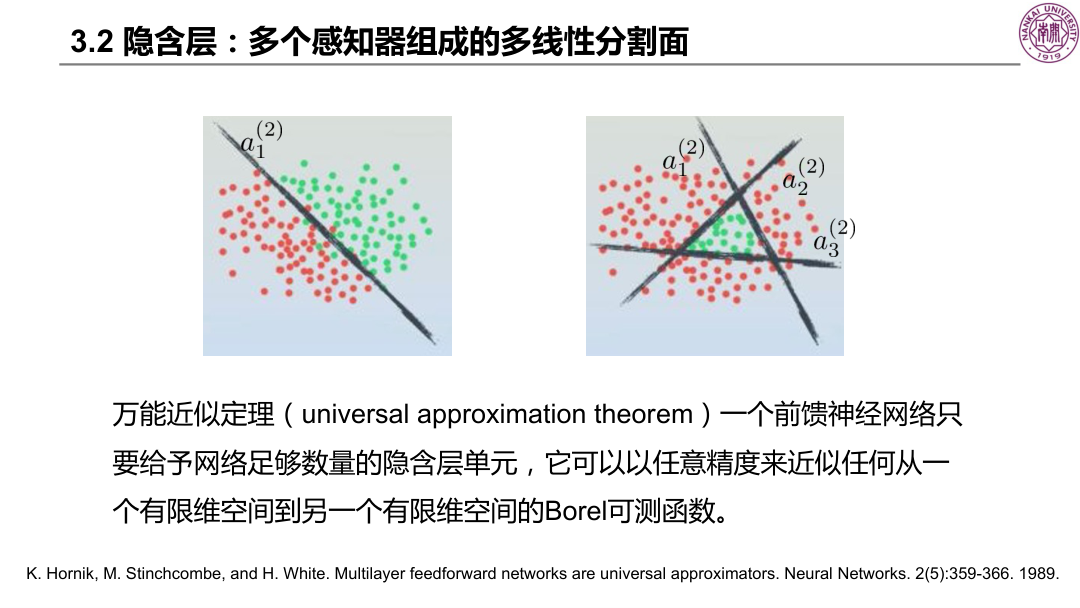 3.2 隐含层：多个感知器组成的多线性分割面
NANKAI UNIVERSITY
南開
1919
a_1^{(2)}
a_1^{(2)}
a_2^{(2)}
a_3^{(2)}
万能近似定理（universal approximation theorem）一个前馈神经网络只
要给予网络足够数量的隐含层单元，它可以以任意精度来近似任何从一
个有限维空间到另一个有限维空间的Borel可测函数。
K. Hornik, M. Stinchcombe, and H. White. Multilayer feedforward networks are universal approximators. Neural Networks. 2(5):359-366. 1989.